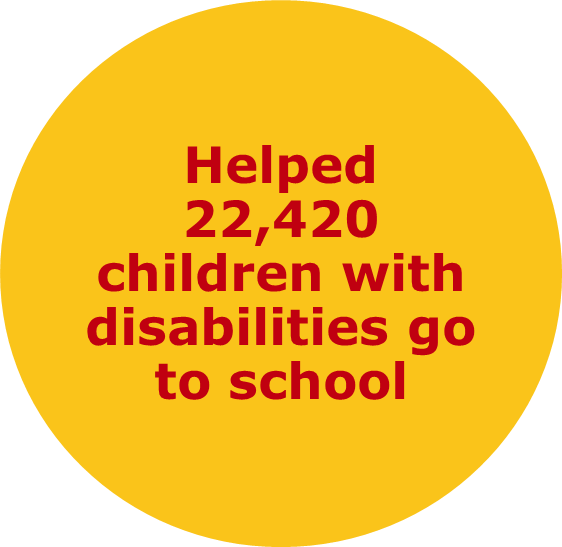 Helped
22,420
children with
disabilities go
to school